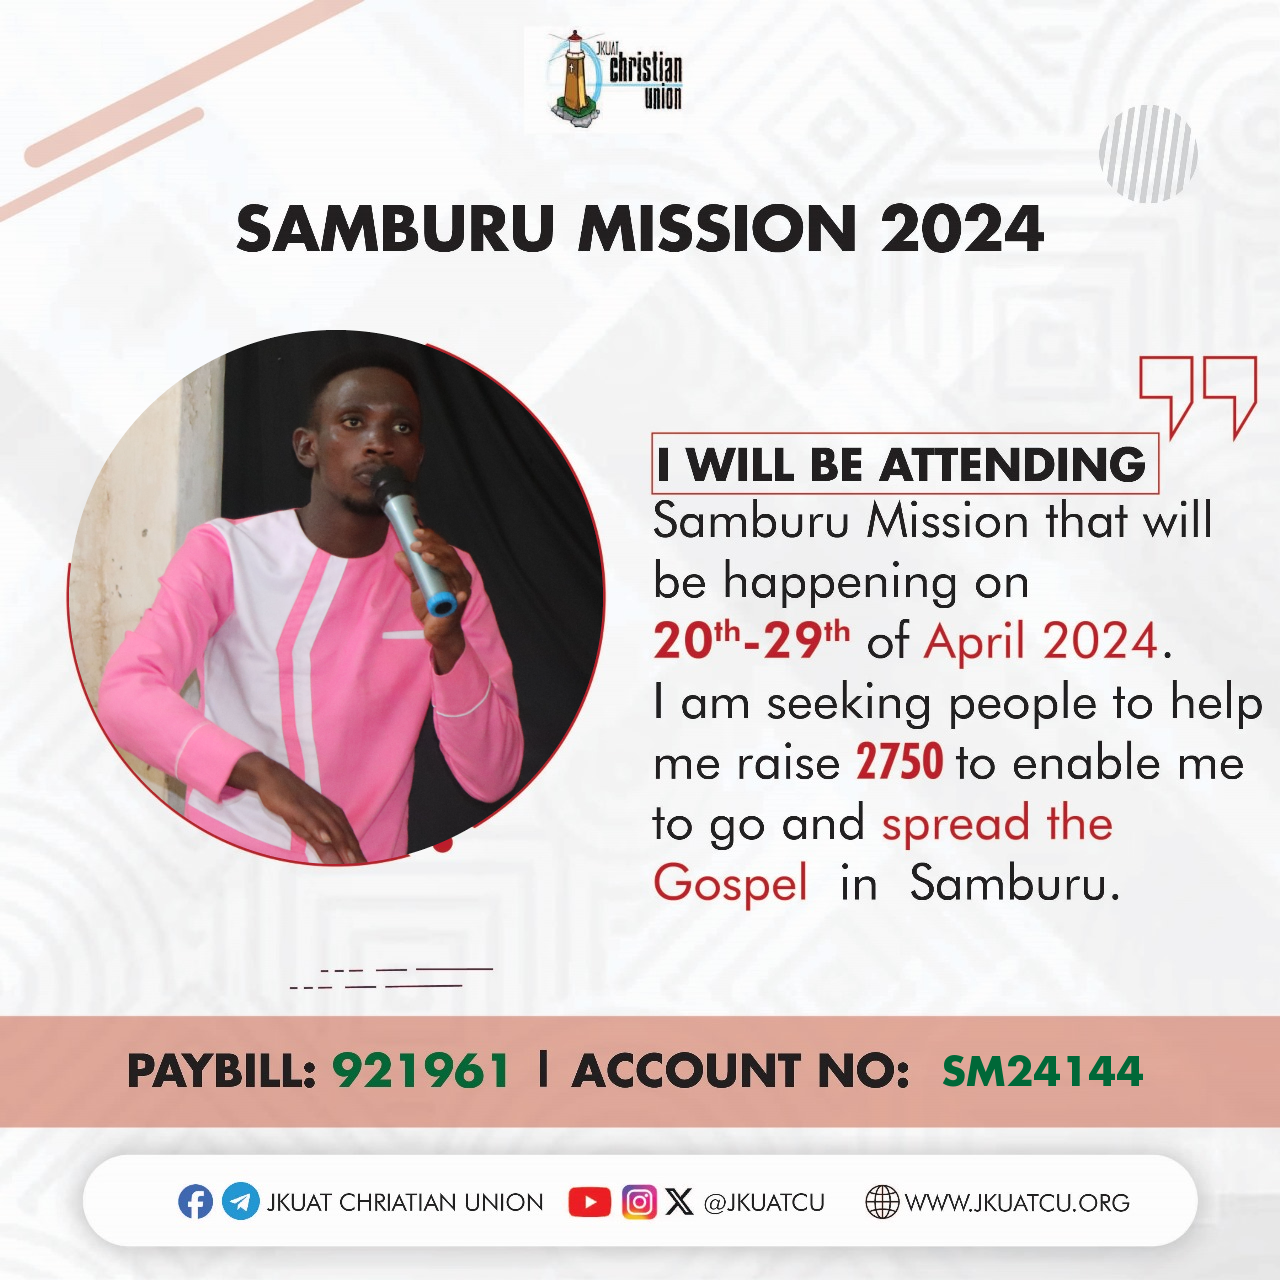 JKUAT
christian
union
SAMBURU MISSION 2024
I WILL BE ATTENDING
Samburu Mission that will
be happening on
20th-29th of April 2024.
I am seeking people to help
me raise 2750 to enable me
to go and spread the
Gospel in Samburu.
PAYBILL: 921961 | ACCOUNT NO: SM24144
JKUAT CHRIATIAN UNION @JKUATCU WWW.JKUATCU.ORG